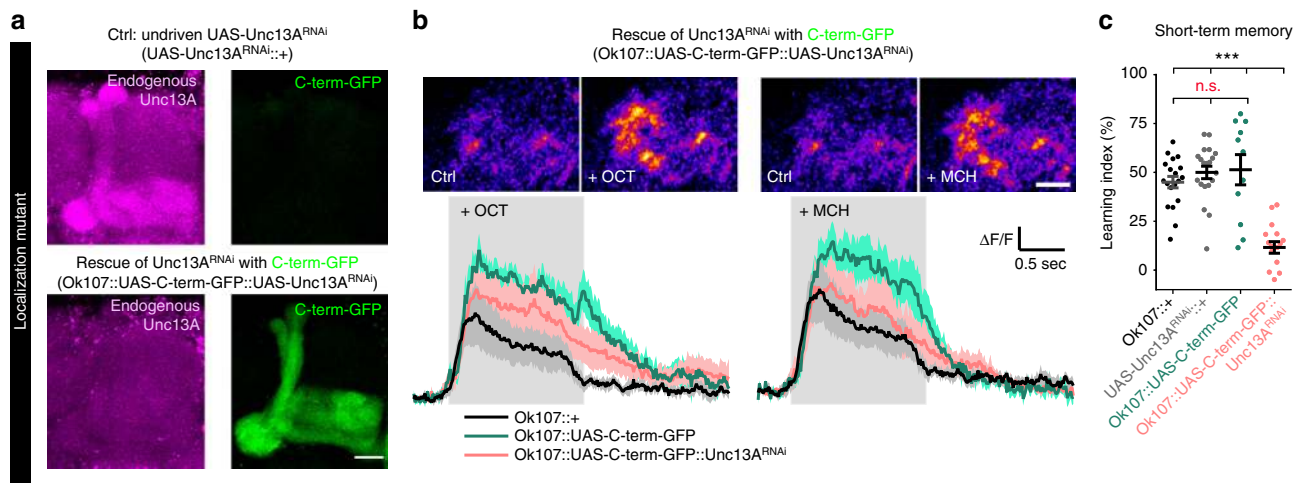 a
Localization mutant
Ctrl: undriven UAS-Unc13A^RNAi
(UAS-Unc13A^RNAi::+)
Endogenous
Unc13A
C-term-GFP
Rescue of Unc13A^RNAi with C-term-GFP
(Ok107::UAS-C-term-GFP::UAS-Unc13A^RNAi)
Endogenous
Unc13A
C-term-GFP
b
Rescue of Unc13A^RNAi with C-term-GFP
(Ok107::UAS-C-term-GFP::UAS-Unc13A^RNAi)
Ctrl
+ OCT
Ctrl
+ MCH
+ OCT
+ MCH
ΔF/F
0.5 sec
Ok107::+
Ok107::UAS-C-term-GFP
Ok107::UAS-C-term-GFP::Unc13A^RNAi
c
Short-term memory
***
n.s.
Learning index (%)
100
75
50
25
0
Ok107::+
UAS-Unc13A^RNAi::+
Ok107::UAS-C-term-GFP
Ok107::UAS-C-term-GFP::
Unc13A^RNAi